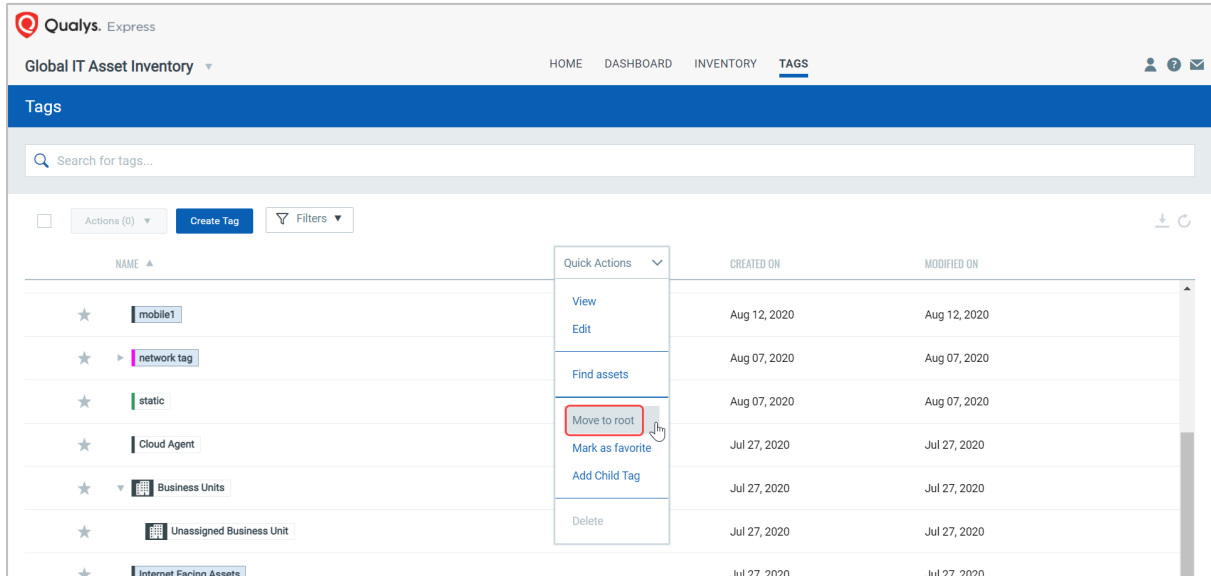 Qualys. Express
Global IT Asset Inventory
HOME DASHBOARD INVENTORY TAGS
Tags
Search for tags...
Actions (0) Create Tag Filters
NAME Quick Actions CREATED ON MODIFIED ON
View
mobile1 Aug 12, 2020 Aug 12, 2020
Edit
network tag Aug 07, 2020 Aug 07, 2020
Find assets
static Aug 07, 2020 Aug 07, 2020
Move to root
Cloud Agent Jul 27, 2020 Jul 27, 2020
Mark as favorite
Add Child Tag
Business Units Jul 27, 2020 Jul 27, 2020
Delete
Unassigned Business Unit Jul 27, 2020 Jul 27, 2020
Internet Facing Assets Jul 27, 2020 Jul 27, 2020